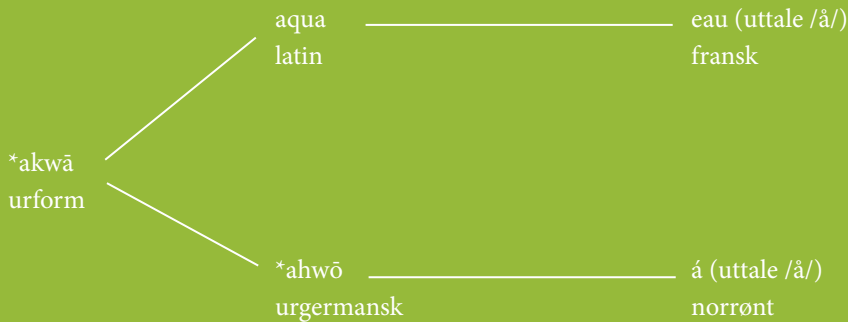 aqua
latin
eau (uttale /å/)
fransk
*akwā
urform
*ahwō
urgermansk
á (uttale /å/)
norrønt